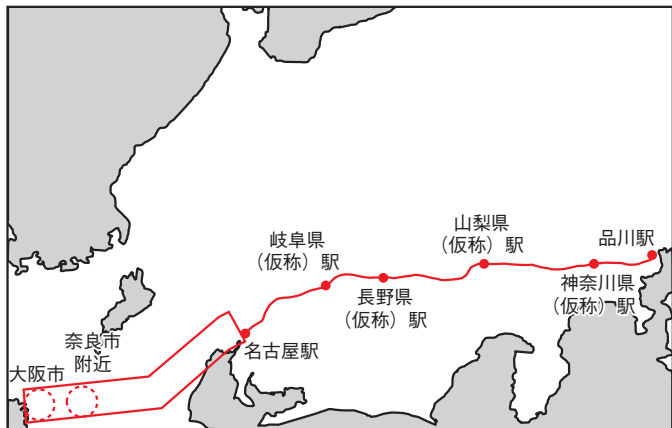 山梨県
（仮称）駅
品川駅
岐阜県
（仮称）駅
長野県
（仮称）駅
神奈川県
（仮称）駅
名古屋駅
奈良市
附近
大阪市